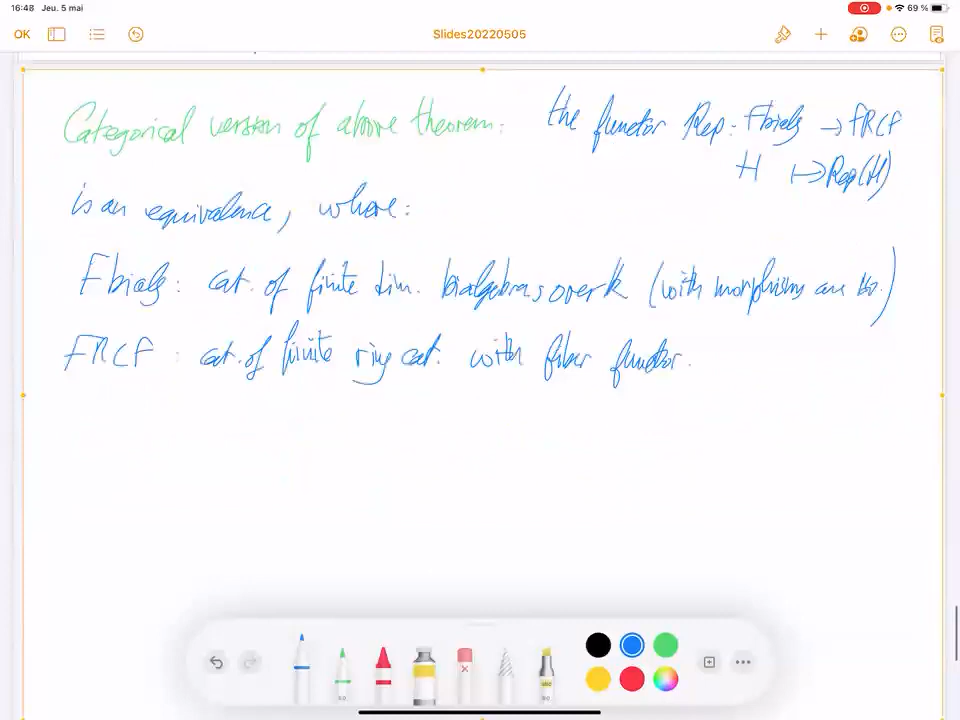 16:48 Jeu. 5 mai
69 %
OK
Slides20220505
Categorical version of above theorem: the functor Rep: Fbialg → FRCF
H ↦ Rep(H)
is an equivalence, where:
Fbialg: cat. of finite dim. bialgebras over k (with morphism are iso.)
FRCF: cat. of finite ring cat. with fiber functor.